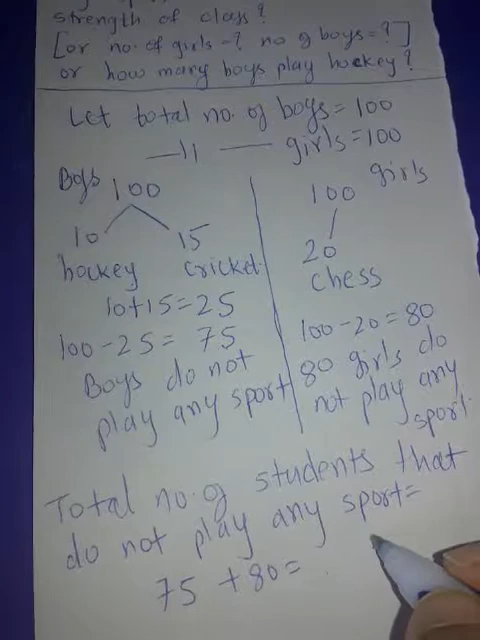 strength of class?
[or no. of girls=? no of boys=?]
or how many boys play hockey?
Let total no. of boys=100
—11— girls=100
Boys 100
10 15
hockey cricket
10+15=25
100-25= 75
Boys do not
play any sport
100 girls
20
chess
100-20=80
80 girls do
not play any
sport.
Total no. of students that
do not play any sport=
75 +80=